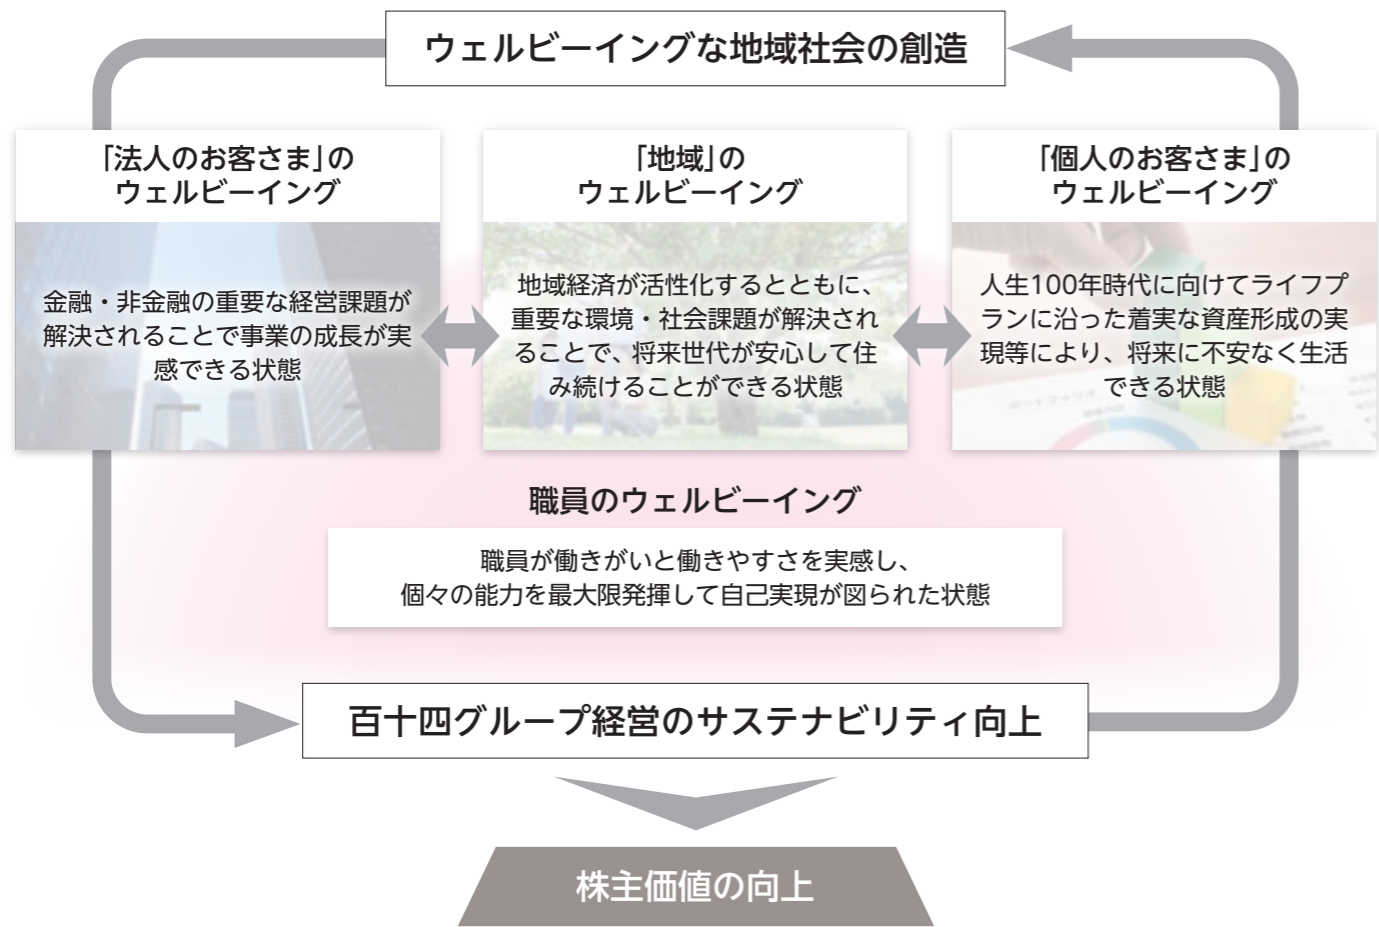 ウェルビーイングな地域社会の創造
「法人のお客さま」の
ウェルビーイング
金融・非金融の重要な経営課題が
解決されることで事業の成長が実
感できる状態
「地域」の
ウェルビーイング
地域経済が活性化するとともに、
重要な環境・社会課題が解決され
ることで、将来世代が安心して住
み続けることができる状態
「個人のお客さま」の
ウェルビーイング
人生100年時代に向けてライフプ
ランに沿った着実な資産形成の実
現等により、将来に不安なく生活
できる状態
職員のウェルビーイング
職員が働きがいと働きやすさを実感し、
個々の能力を最大限発揮して自己実現が図られた状態
百十四グループ経営のサステナビリティ向上
株主価値の向上